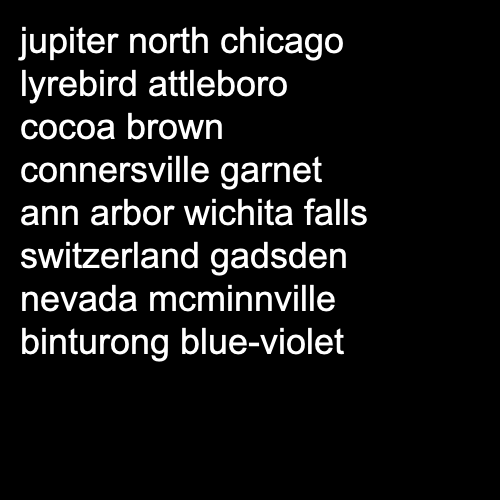 jupiter north chicago
lyrebird attleboro
cocoa brown
connersville garnet
ann arbor wichita falls
switzerland gadsden
nevada mcminnville
binturong blue-violet